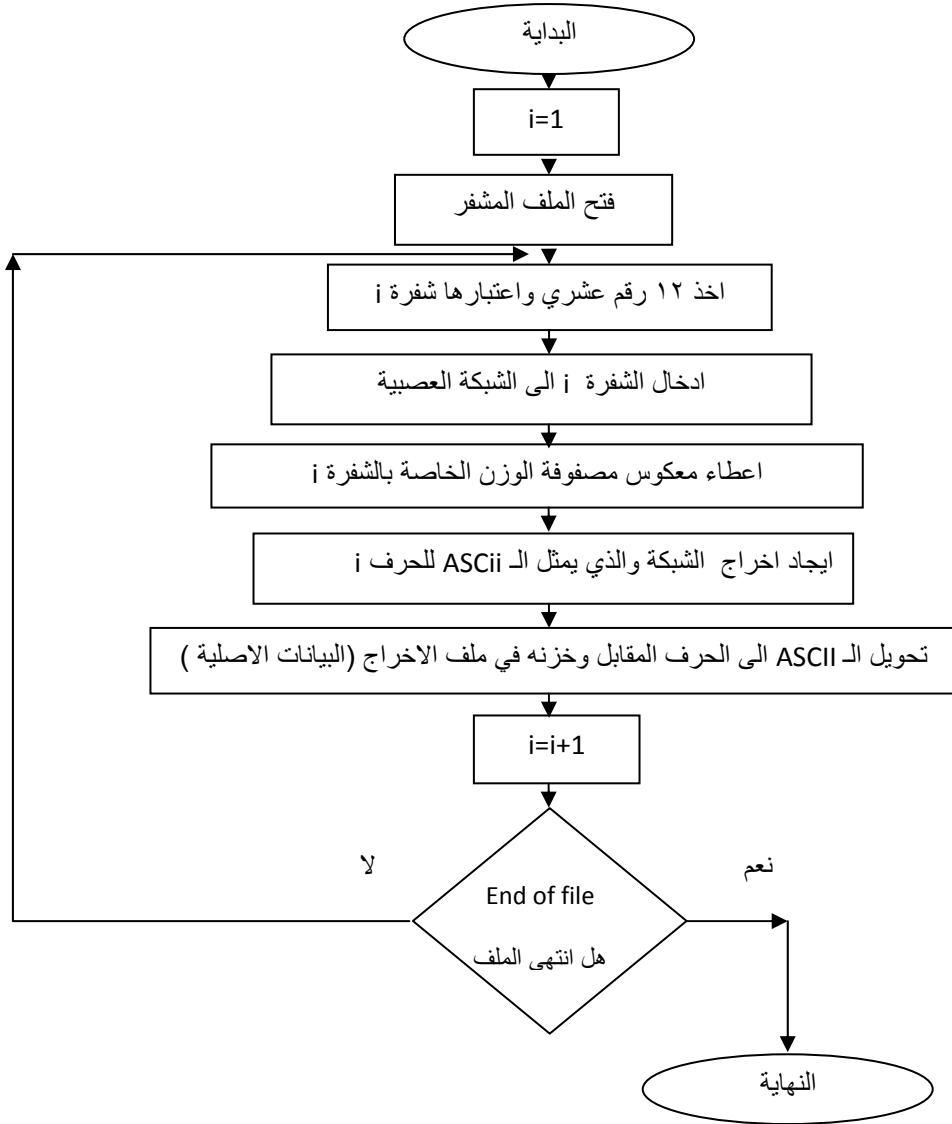 البداية
i=1
فتح الملف المشفر
اخذ ١٢ رقم عشري واعتبارها شفرة i
ادخال الشفرة i الى الشبكة العصبية
اعطاء معكوس مصفوفة الوزن الخاصة بالشفرة i
ايجاد اخراج الشبكة والذي يمثل الـ ASCii للحرف i
تحويل الـ ASCII الى الحرف المقابل وخزنه في ملف الاخراج (البيانات الاصلية )
i=i+1
لا
نعم
End of file
هل انتهى الملف
النهاية